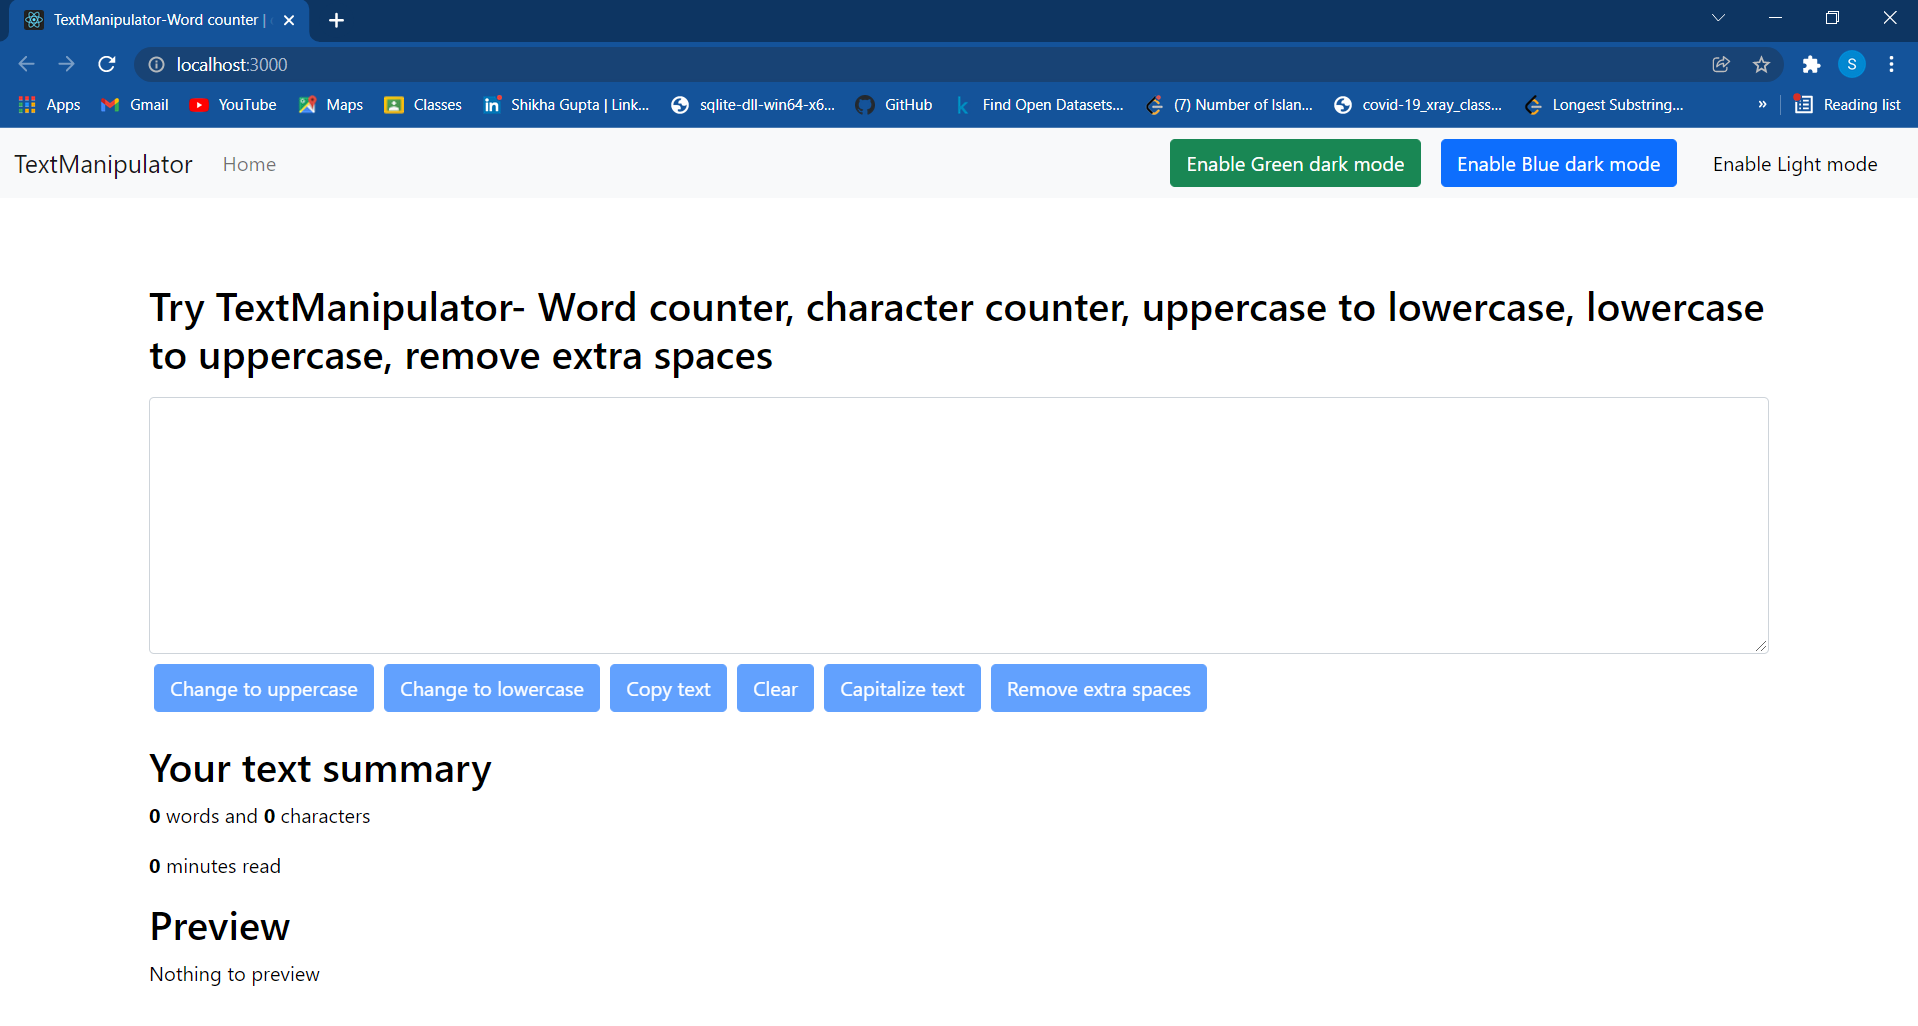 TextManipulator-Word counter |
localhost:3000
S
Apps Gmail YouTube Maps Classes Shikha Gupta | Link... sqlite-dll-win64-x6... GitHub Find Open Datasets... (7) Number of Islan... covid-19_xray_class... Longest Substring... » Reading list
TextManipulator Home Enable Green dark mode Enable Blue dark mode Enable Light mode
Try TextManipulator- Word counter, character counter, uppercase to lowercase, lowercase
to uppercase, remove extra spaces
Change to uppercase Change to lowercase Copy text Clear Capitalize text Remove extra spaces
Your text summary
0 words and 0 characters
0 minutes read
Preview
Nothing to preview